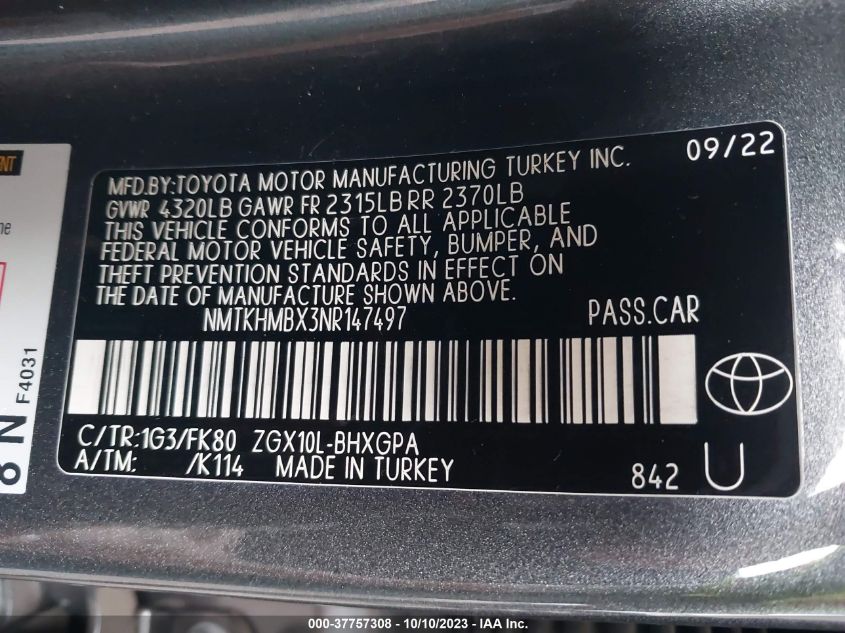 MFD.BY:TOYOTA MOTOR MANUFACTURING TURKEY INC. 09/22
GVWR 4320LB GAWR FR 2315LB RR 2370LB
THIS VEHICLE CONFORMS TO ALL APPLICABLE
FEDERAL MOTOR VEHICLE SAFETY, BUMPER, AND
THEFT PREVENTION STANDARDS IN EFFECT ON
THE DATE OF MANUFACTURE SHOWN ABOVE.
NMTKHMBX3NR147497 PASS.CAR
C/TR:1G3/FK80 ZGX10L-BHXGPA
A/TM: /K114 MADE IN TURKEY 842 U
F4031
8 N
000-37757308 - 10/10/2023 - IAA Inc.